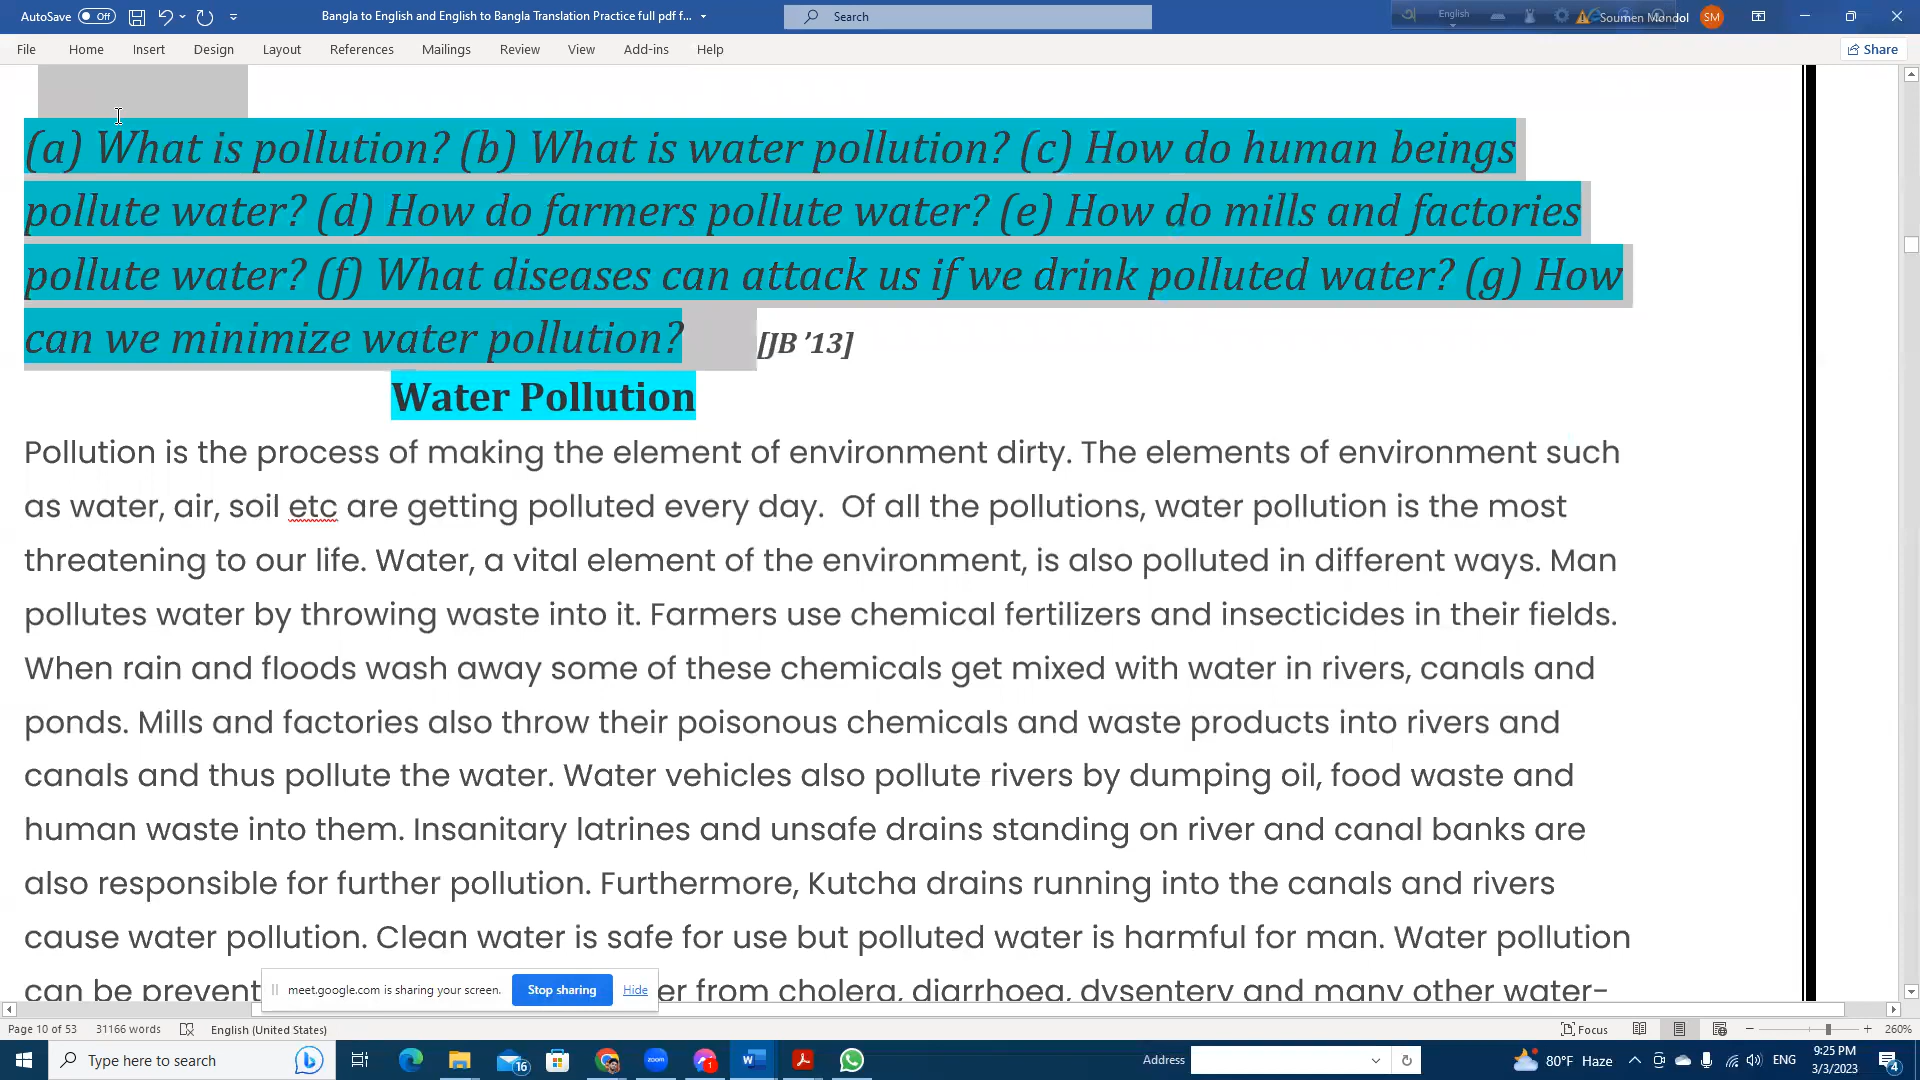 AutoSave Off Bangla to English and English to Bangla Translation Practice full pdf f... Search English Soumen Mondol SM
File Home Insert Design Layout References Mailings Review View Add-ins Help Share
(a) What is pollution? (b) What is water pollution? (c) How do human beings
pollute water? (d) How do farmers pollute water? (e) How do mills and factories
pollute water? (f) What diseases can attack us if we drink polluted water? (g) How
can we minimize water pollution? [JB ’13]
Water Pollution
Pollution is the process of making the element of environment dirty. The elements of environment such
as water, air, soil etc are getting polluted every day. Of all the pollutions, water pollution is the most
threatening to our life. Water, a vital element of the environment, is also polluted in different ways. Man
pollutes water by throwing waste into it. Farmers use chemical fertilizers and insecticides in their fields.
When rain and floods wash away some of these chemicals get mixed with water in rivers, canals and
ponds. Mills and factories also throw their poisonous chemicals and waste products into rivers and
canals and thus pollute the water. Water vehicles also pollute rivers by dumping oil, food waste and
human waste into them. Insanitary latrines and unsafe drains standing on river and canal banks are
also responsible for further pollution. Furthermore, Kutcha drains running into the canals and rivers
cause water pollution. Clean water is safe for use but polluted water is harmful for man. Water pollution
can be prevent er from cholera, diarrhoea, dysentery and many other water-
meet.google.com is sharing your screen. Stop sharing Hide
Page 10 of 53 31166 words English (United States) Focus 260%
Type here to search 16 zoom 1 Address 80°F Haze ENG 9:25 PM
3/3/2023 4